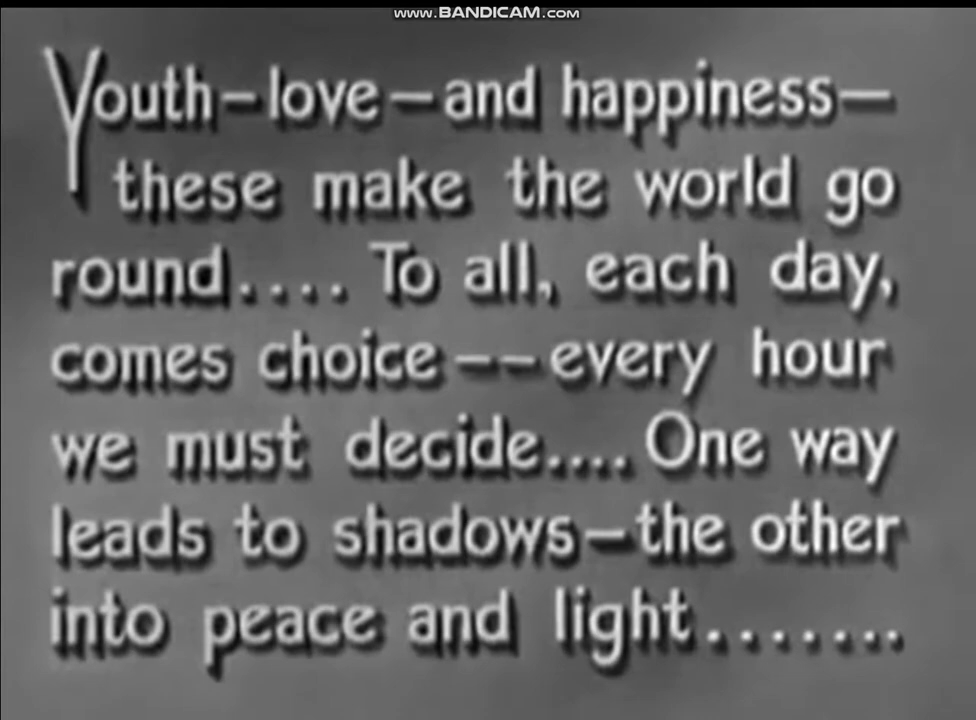 www.BANDICAM.com
Youth–love–and happiness–
these make the world go
round.... To all, each day,
comes choice--every hour
we must decide.... One way
leads to shadows–the other
into peace and light.......